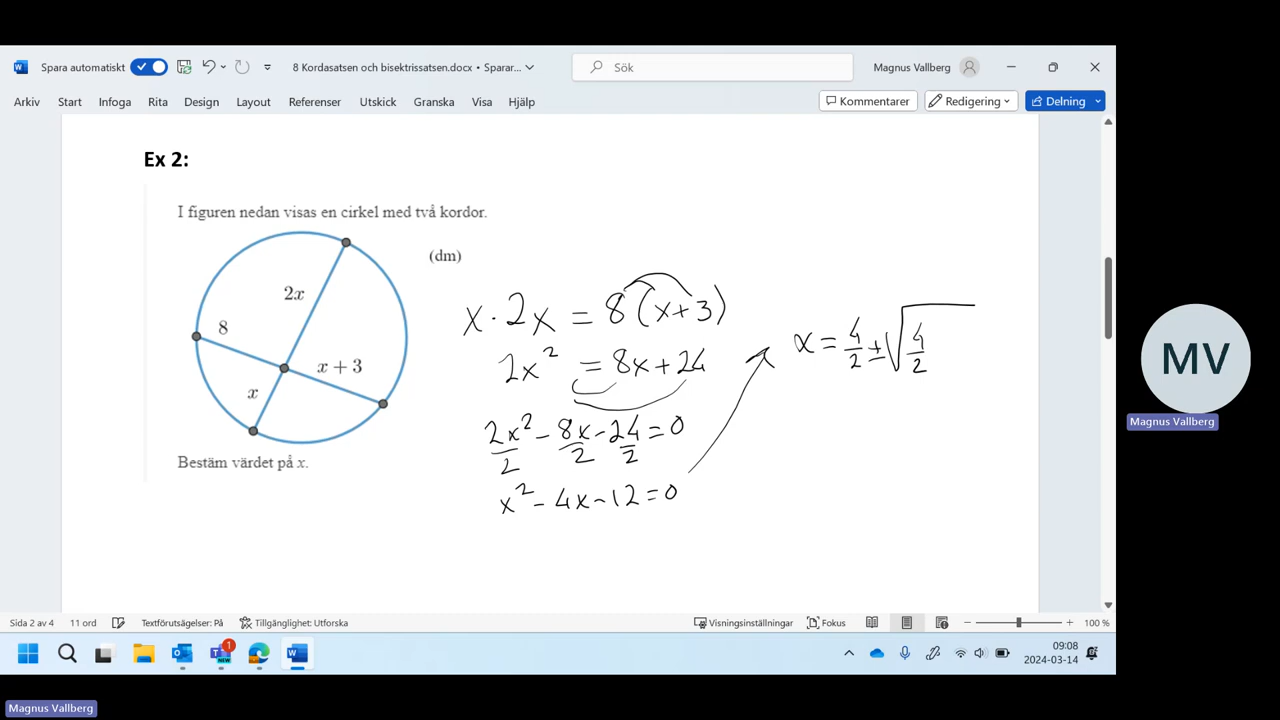 Spara automatiskt
8 Kordasatsen och bisektrissatsen.docx • Sparar...
Sök
Magnus Vallberg
Arkiv Start Infoga Rita Design Layout Referenser Utskick Granska Visa Hjälp
Kommentarer Redigering Delning
Ex 2:
I figuren nedan visas en cirkel med två kordor.
(dm)
2x
8
x + 3
x
Bestäm värdet på x.
x · 2x = 8(x+3)
2x² = 8x+24
2x²/2 - 8x/2 - 24/2 = 0
x² - 4x - 12 = 0
x = 4/2 ± √4/2
MV
Magnus Vallberg
Sida 2 av 4 11 ord Textförutsägelser: På Tillgänglighet: Utforska
Visningsinställningar Fokus 100 %
1
NEW
09:08
2024-03-14
Magnus Vallberg